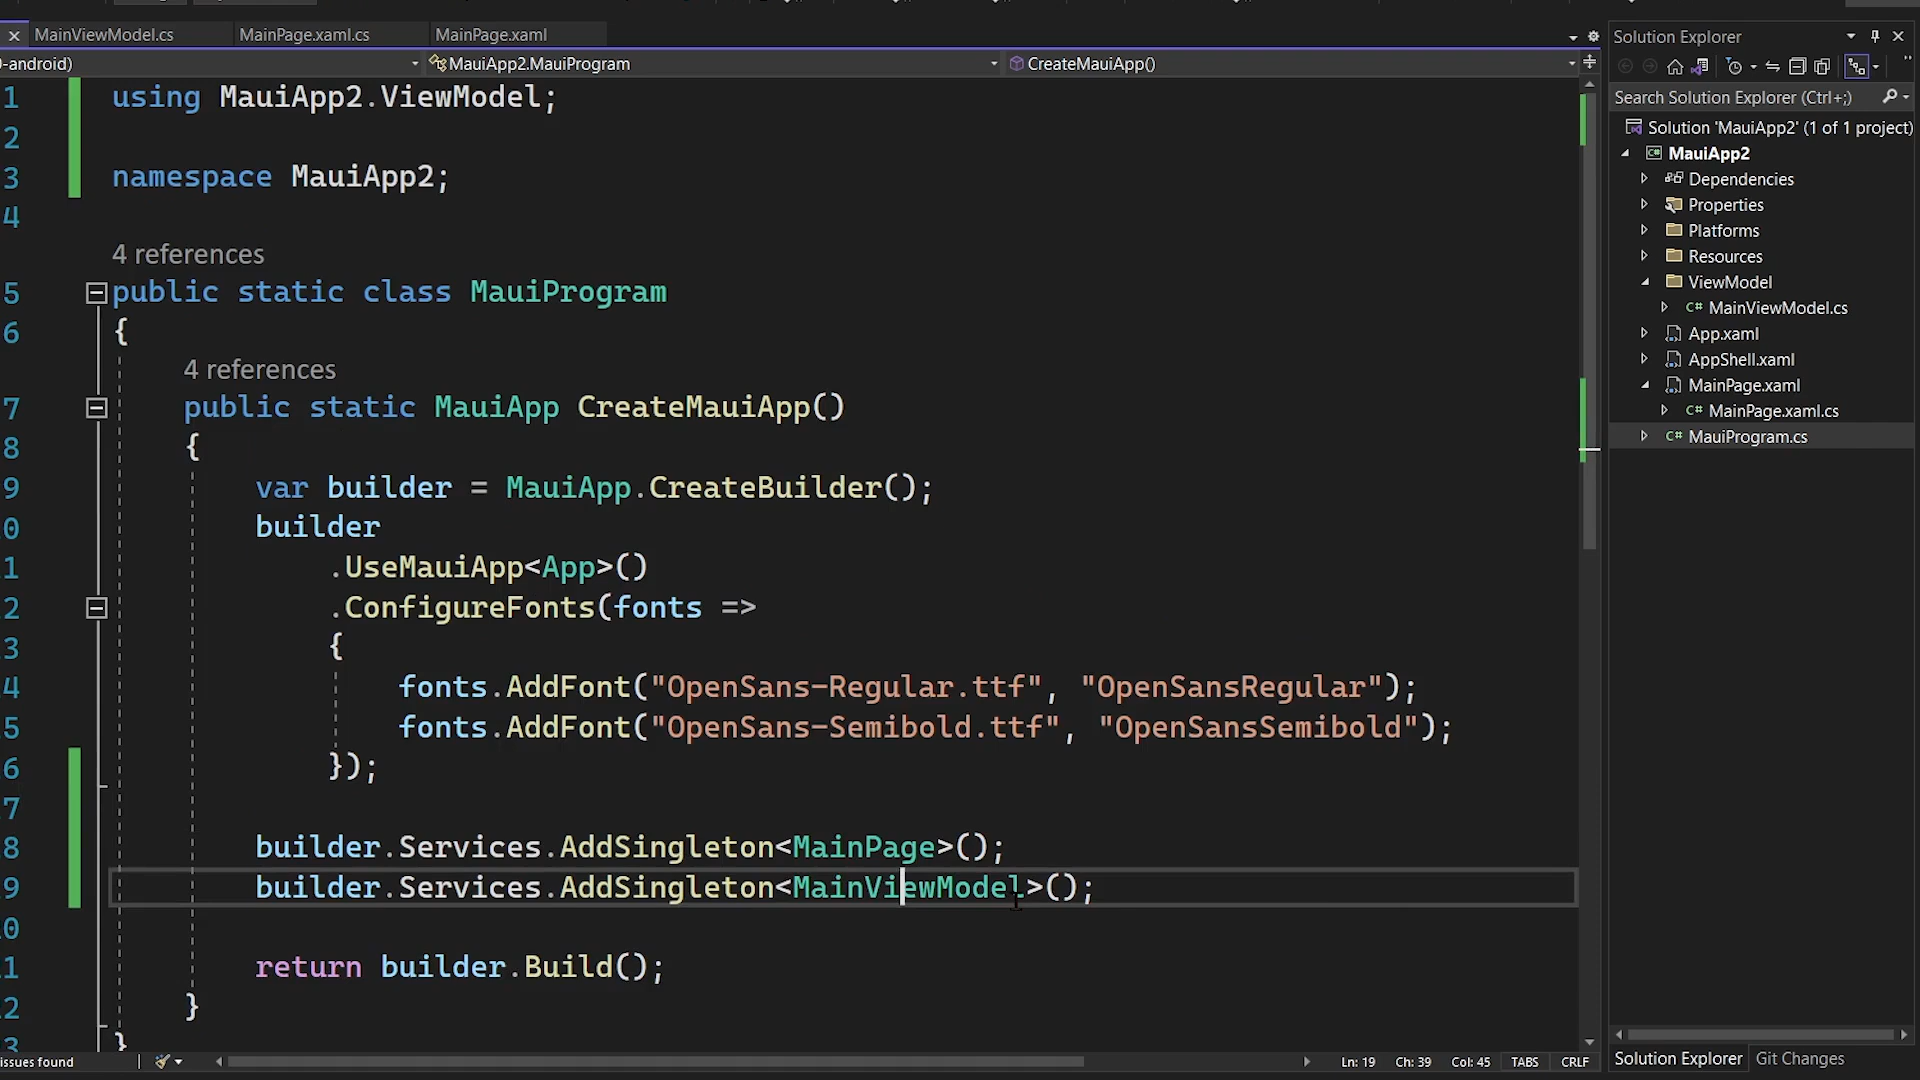 MainViewModel.cs MainPage.xaml.cs MainPage.xaml
-android) MauiApp2.MauiProgram CreateMauiApp()
1 using MauiApp2.ViewModel;
2
3 namespace MauiApp2;
4
4 references
5 public static class MauiProgram
6 {
4 references
7 public static MauiApp CreateMauiApp()
8 {
9 var builder = MauiApp.CreateBuilder();
0 builder
1 .UseMauiApp<App>()
2 .ConfigureFonts(fonts =>
3 {
4 fonts.AddFont("OpenSans-Regular.ttf", "OpenSansRegular");
5 fonts.AddFont("OpenSans-Semibold.ttf", "OpenSansSemibold");
6 });
7
8 builder.Services.AddSingleton<MainPage>();
9 builder.Services.AddSingleton<MainViewModel>();
0
1 return builder.Build();
2 }
3 }
issues found Ln: 19 Ch: 39 Col: 45 TABS CRLF
Solution Explorer
Search Solution Explorer (Ctrl+;)
Solution 'MauiApp2' (1 of 1 project)
C# MauiApp2
Dependencies
Properties
Platforms
Resources
ViewModel
C# MainViewModel.cs
App.xaml
AppShell.xaml
MainPage.xaml
C# MainPage.xaml.cs
C# MauiProgram.cs
Solution Explorer Git Changes